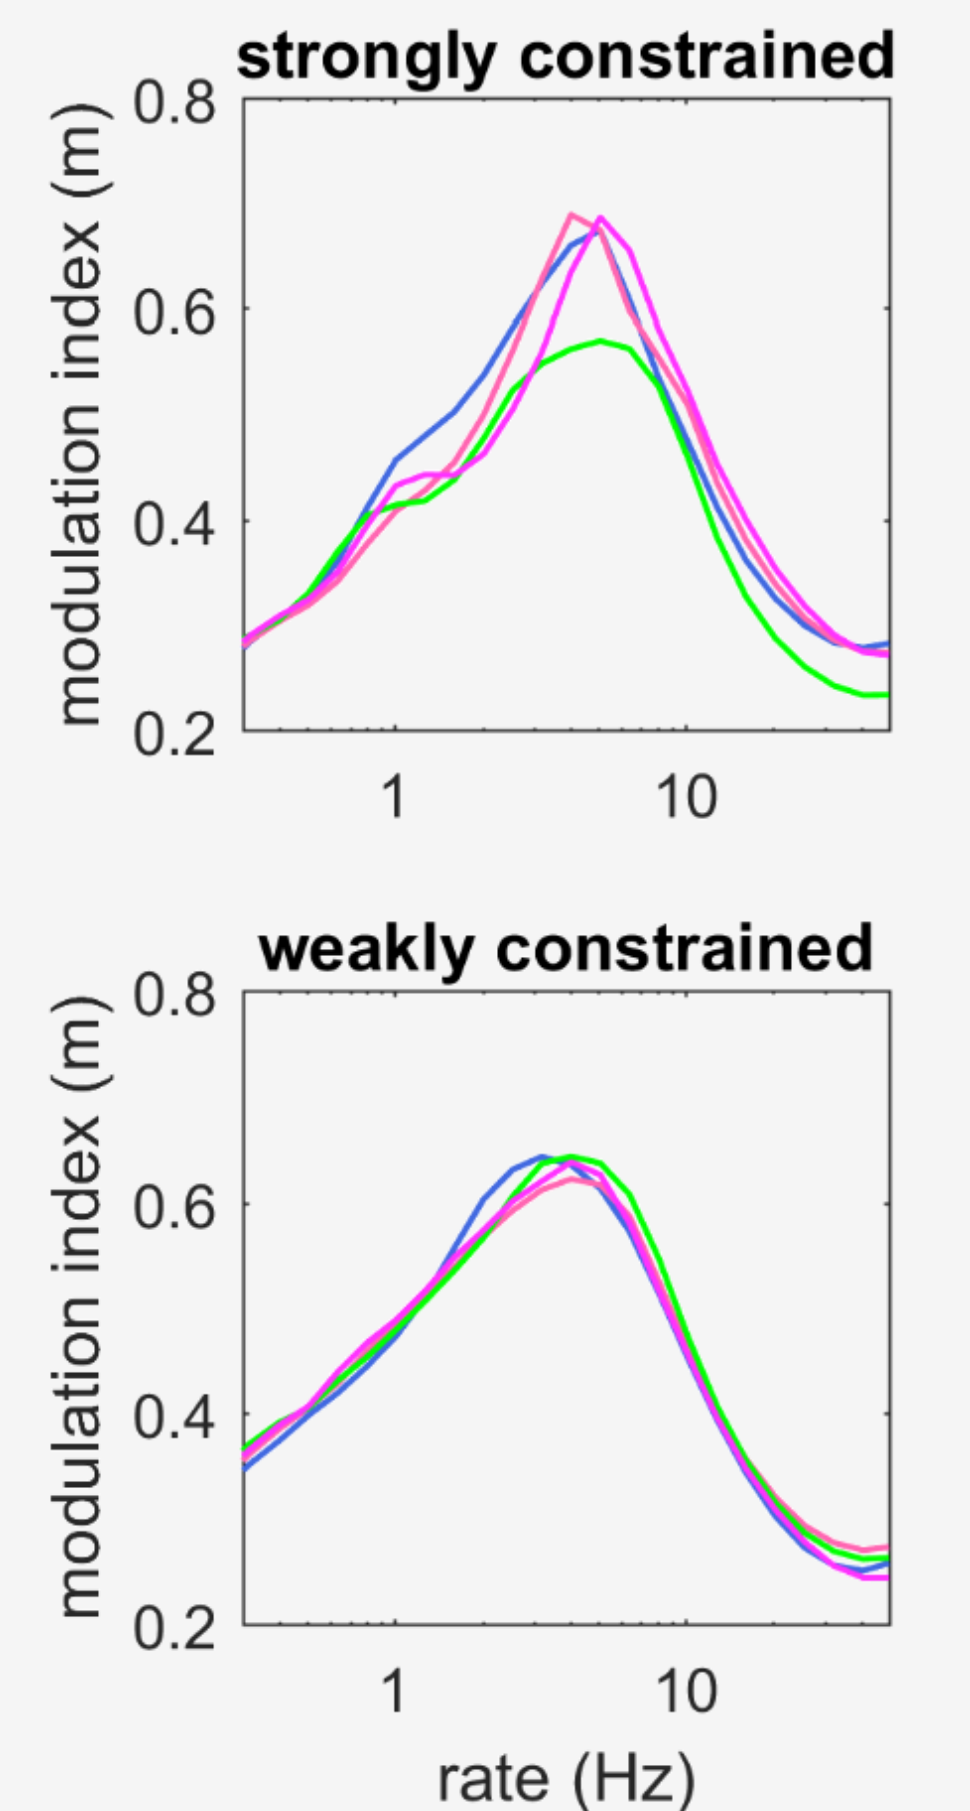 strongly constrained
0.8
0.6
0.4
0.2
modulation index (m)
1 10
weakly constrained
0.8
0.6
0.4
0.2
modulation index (m)
1 10
rate (Hz)